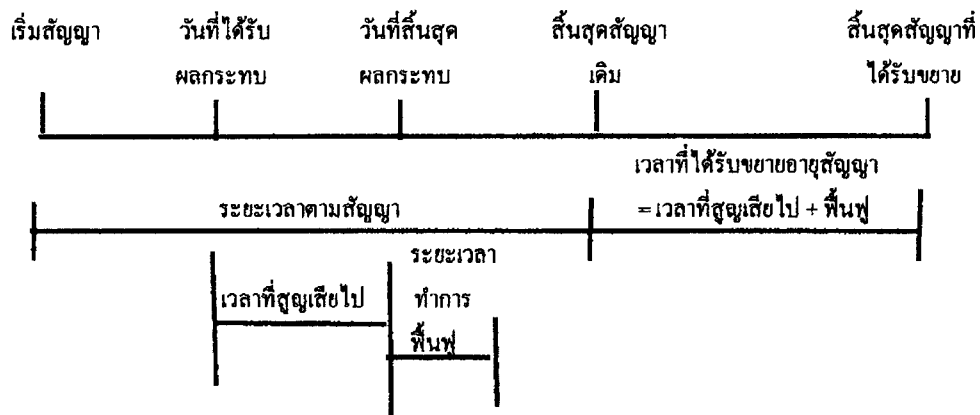 เริ่มสัญญา วันที่ได้รับ วันที่สิ้นสุด สิ้นสุดสัญญา สิ้นสุดสัญญาที่
ผลกระทบ ผลกระทบ เดิม ได้รับขยาย
เวลาที่ได้รับขยายอายุสัญญา
ระยะเวลาตามสัญญา = เวลาที่สูญเสียไป + ฟื้นฟู
ระยะเวลา
เวลาที่สูญเสียไป ทำการ
ฟื้นฟู